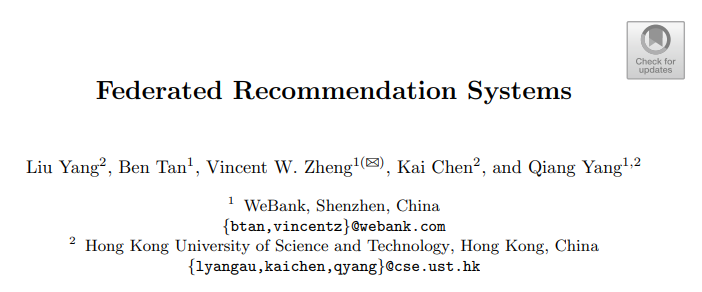 Check for
updates
Federated Recommendation Systems
Liu Yang², Ben Tan¹, Vincent W. Zheng¹⁽✉⁾, Kai Chen², and Qiang Yang¹,²
¹ WeBank, Shenzhen, China
{btan,vincentz}@webank.com
² Hong Kong University of Science and Technology, Hong Kong, China
{lyangau,kaichen,qyang}@cse.ust.hk